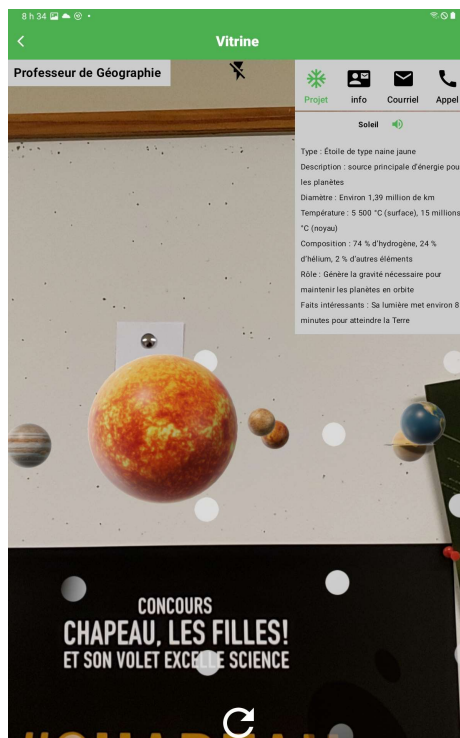 8 h 34
Vitrine
Professeur de Géographie
Projet
info
Courriel
Appel
Soleil
Type : Étoile de type naine jaune
Description : source principale d'énergie pou
les planètes
Diamètre : Environ 1,39 million de km
Température : 5 500 °C (surface), 15 millions
°C (noyau)
Composition : 74 % d'hydrogène, 24 %
d'hélium, 2 % d'autres éléments
Rôle : Génère la gravité nécessaire pour
maintenir les planètes en orbite
Faits intéressants : Sa lumière met environ 8
minutes pour atteindre la Terre
CONCOURS
CHAPEAU, LES FILLES!
ET SON VOLET EXCELLE SCIENCE